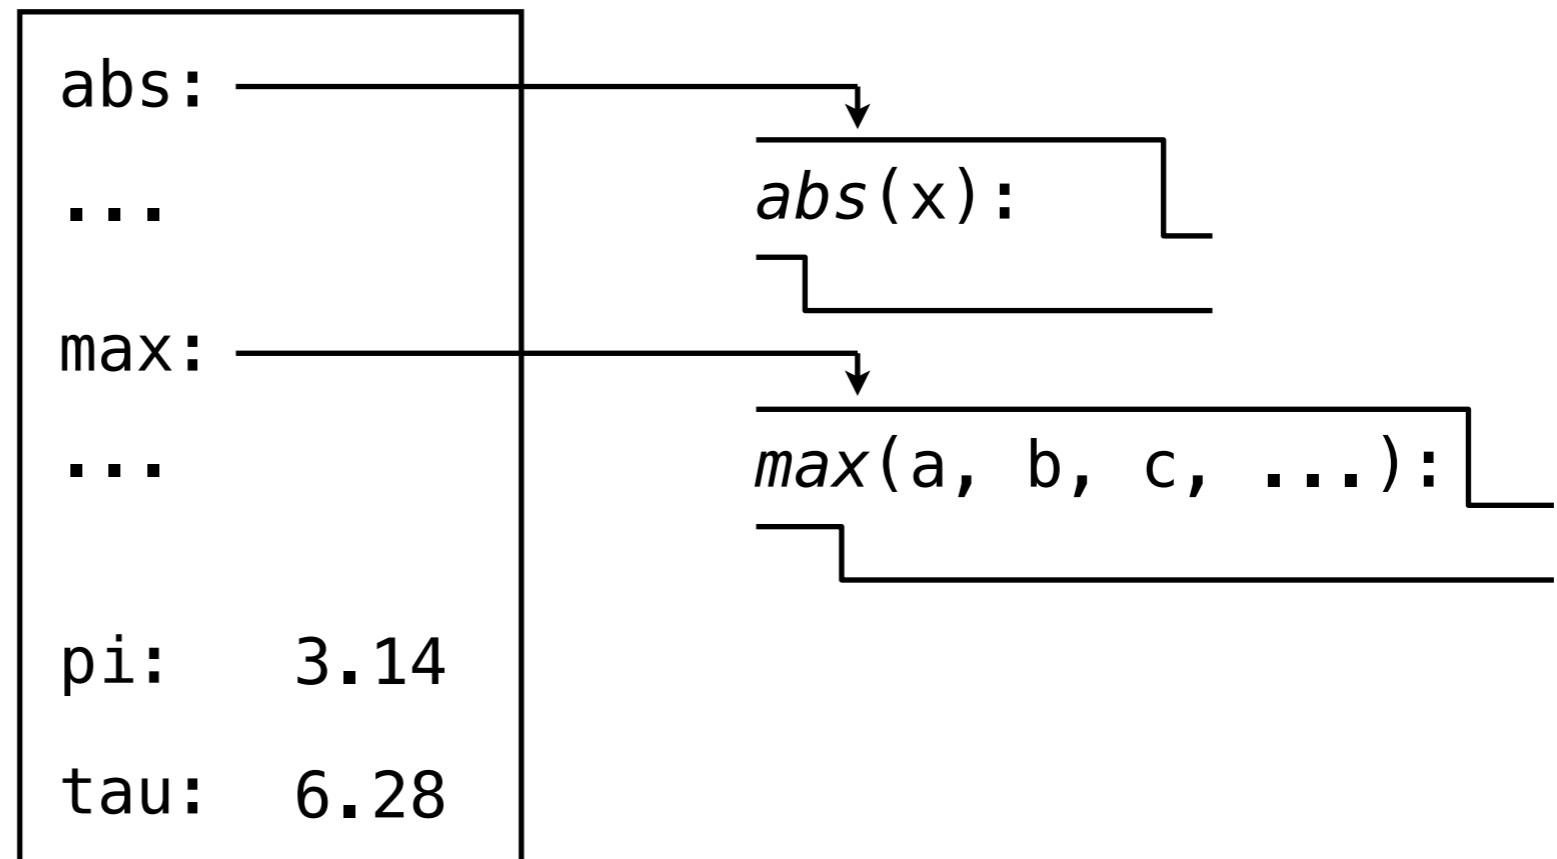 abs:
abs(x):
...
max:
max(a, b, c, ...):
...
pi: 3.14
tau: 6.28